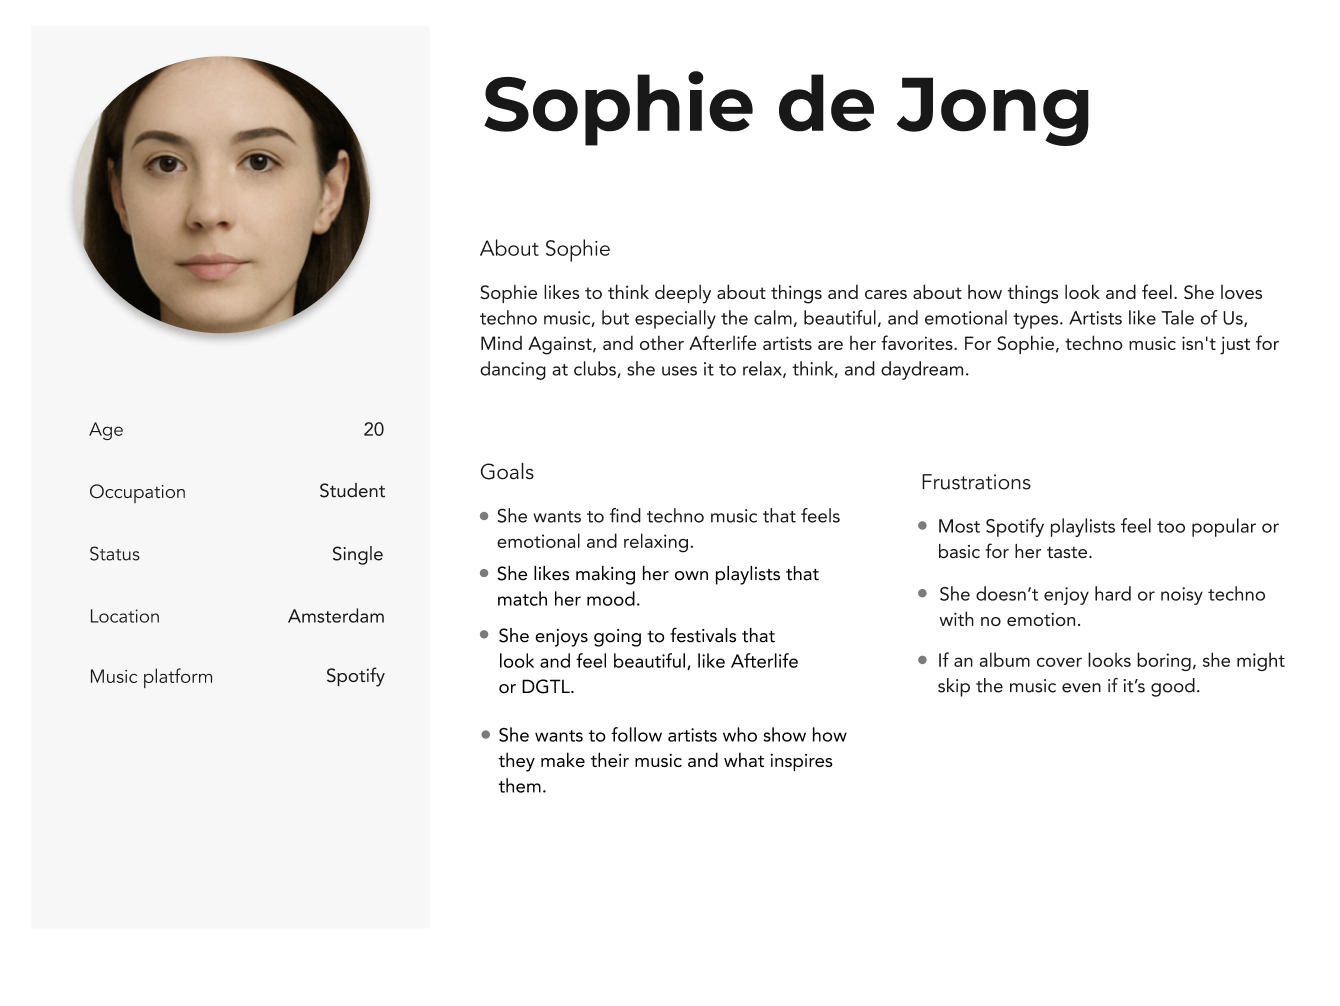 Sophie de Jong
About Sophie
Sophie likes to think deeply about things and cares about how things look and feel. She loves
techno music, but especially the calm, beautiful, and emotional types. Artists like Tale of Us,
Mind Against, and other Afterlife artists are her favorites. For Sophie, techno music isn't just for
dancing at clubs, she uses it to relax, think, and daydream.
Age 20
Occupation Student
Status Single
Location Amsterdam
Music platform Spotify
Goals
She wants to find techno music that feels
emotional and relaxing.
She likes making her own playlists that
match her mood.
She enjoys going to festivals that
look and feel beautiful, like Afterlife
or DGTL.
She wants to follow artists who show how
they make their music and what inspires
them.
Frustrations
Most Spotify playlists feel too popular or
basic for her taste.
She doesn’t enjoy hard or noisy techno
with no emotion.
If an album cover looks boring, she might
skip the music even if it’s good.